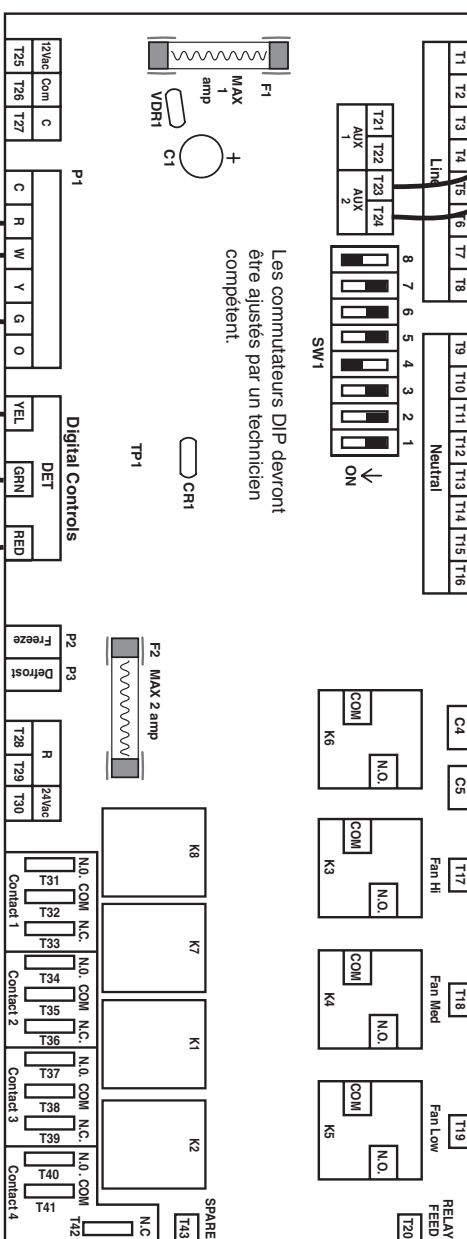 T1
T2
T3
T4
T5
T6
T7
T8
T9
T10
T11
T12
T13
T14
T15
T16
Neutral
C4
C5
T17
Fan Hi
T18
Fan Med
T19
Fan Low
RELAY
FEED
T20
T21
T22
T23
T24
AUX
1
AUX
2
8
7
6
5
4
3
2
1
ON
SW1
COM
N.O.
K6
COM
N.O.
K3
COM
N.O.
K4
COM
N.O.
K5
Les commutateurs DIP devront
être ajustés par un technicien
compétent.
F1
MAX
1
amp
VDR1
+
C1
CR1
TP1
F2
MAX 2 amp
K8
K7
K1
K2
SPARE
T43
12Vac
Com
C
T25
T26
T27
P1
C
R
W
Y
G
O
Digital Controls
DET
YEL
GRN
RED
P2
Freeze
P3
Defrost
R
24Vac
T28
T29
T30
N.O.
COM
N.C.
T31
T32
T33
Contact 1
N.O.
COM
N.C.
T34
T35
T36
Contact 2
N.O.
COM
N.C.
T37
T38
T39
Contact 3
N.O.
COM
N.C
T40
T41
T42
Contact 4